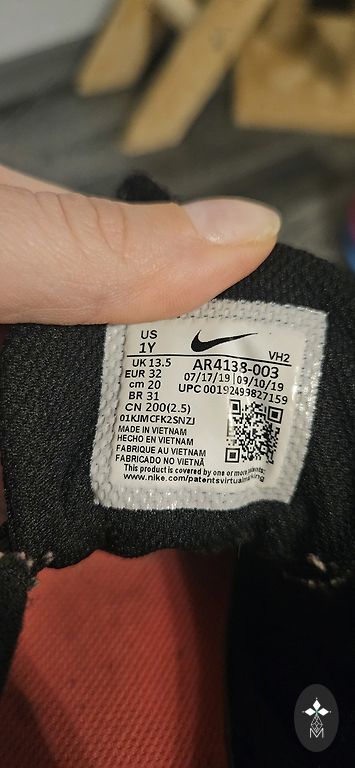 US
1Y
VH2
UK 13.5
AR4138-003
EUR 32
07/17/19 | 09/10/19
cm 20
UPC 00192499827159
BR 31
CN 200(2.5)
01KJMCFK2SNZJ
MADE IN VIETNAM
HECHO EN VIETNAM
FABRIQUE AU VIETNAM
FABRICADO NO VIETNÃ
This product is covered by one or more patents:
www.nike.com/patentsvirtualmarking
M